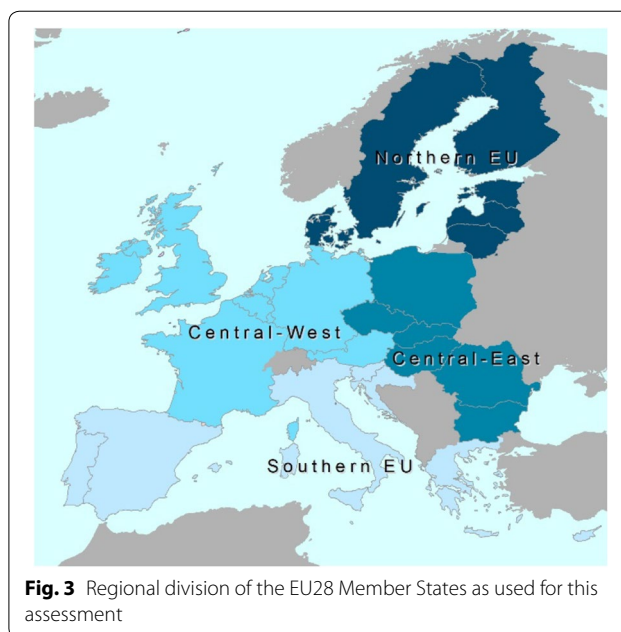 Northern EU
Central-West
Central-East
Southern EU
Fig. 3 Regional division of the EU28 Member States as used for this
assessment